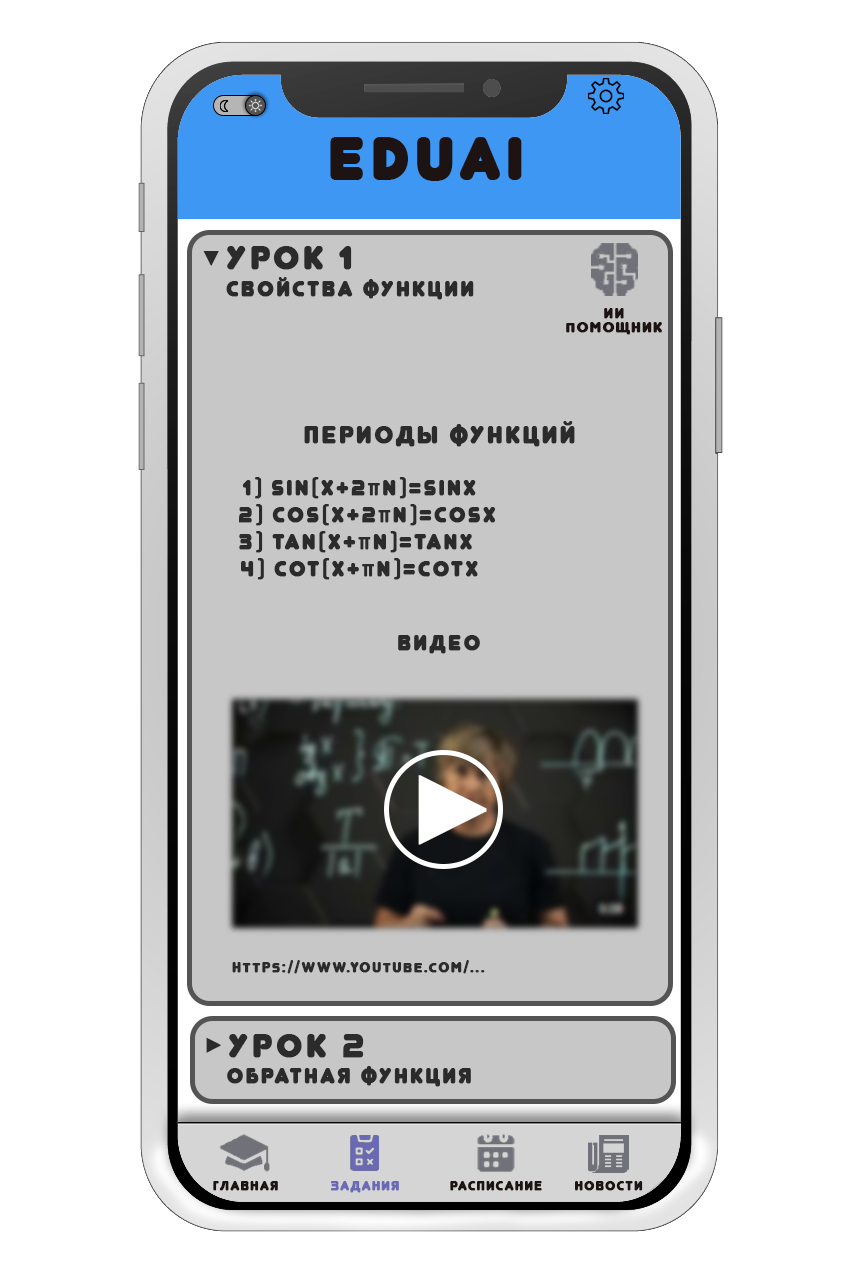 EDUAI
▼УРОК 1
СВОЙСТВА ФУНКЦИИ
ИИ
ПОМОЩНИК
ПЕРИОДЫ ФУНКЦИЙ
1) SIN(X+2πN)=SINX
2) COS(X+2πN)=COSX
3) TAN(X+πN)=TANX
4) COT(X+πN)=COTX
ВИДЕО
HTTPS://WWW.YOUTUBE.COM/...
►УРОК 2
ОБРАТНАЯ ФУНКЦИЯ
ГЛАВНАЯ
ЗАДАНИЯ
РАСПИСАНИЕ
НОВОСТИ